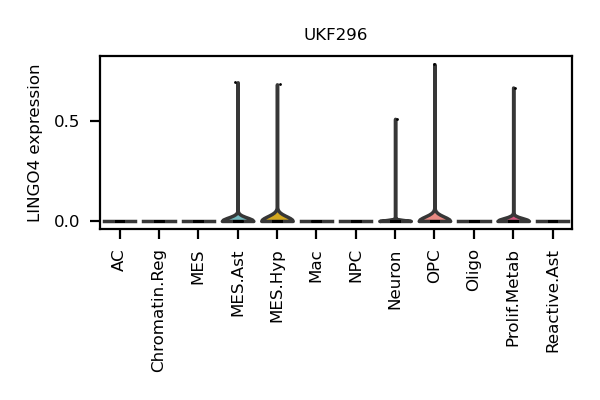 UKF296
LINGO4 expression
0.5
0.0
AC
Chromatin.Reg
MES
MES.Ast
MES.Hyp
Mac
NPC
Neuron
OPC
Oligo
Prolif.Metab
Reactive.Ast